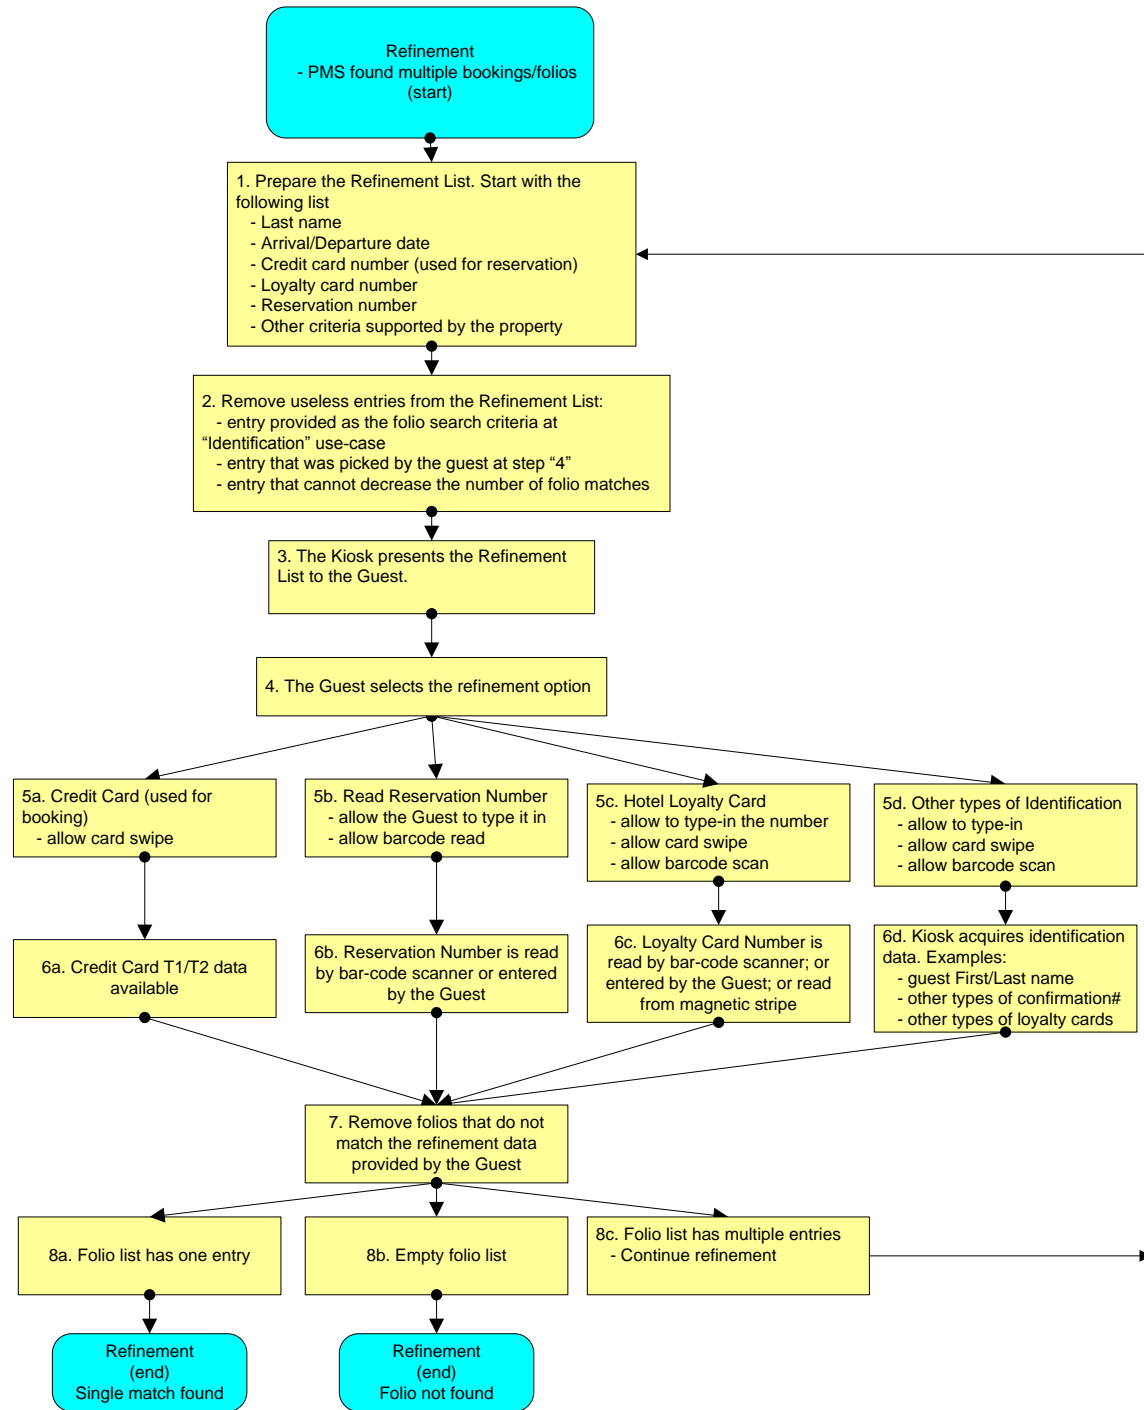 Refinement
- PMS found multiple bookings/folios
(start)
1. Prepare the Refinement List. Start with the
following list
- Last name
- Arrival/Departure date
- Credit card number (used for reservation)
- Loyalty card number
- Reservation number
- Other criteria supported by the property
2. Remove useless entries from the Refinement List:
- entry provided as the folio search criteria at
“Identification” use-case
- entry that was picked by the guest at step “4”
- entry that cannot decrease the number of folio matches
3. The Kiosk presents the Refinement
List to the Guest.
4. The Guest selects the refinement option
5a. Credit Card (used for
booking)
- allow card swipe
5b. Read Reservation Number
- allow the Guest to type it in
- allow barcode read
5c. Hotel Loyalty Card
- allow to type-in the number
- allow card swipe
- allow barcode scan
5d. Other types of Identification
- allow to type-in
- allow card swipe
- allow barcode scan
6a. Credit Card T1/T2 data
available
6b. Reservation Number is read
by bar-code scanner or entered
by the Guest
6c. Loyalty Card Number is
read by bar-code scanner; or
entered by the Guest; or read
from magnetic stripe
6d. Kiosk acquires identification
data. Examples:
- guest First/Last name
- other types of confirmation#
- other types of loyalty cards
7. Remove folios that do not
match the refinement data
provided by the Guest
8a. Folio list has one entry
8b. Empty folio list
8c. Folio list has multiple entries
- Continue refinement
Refinement
(end)
Single match found
Refinement
(end)
Folio not found